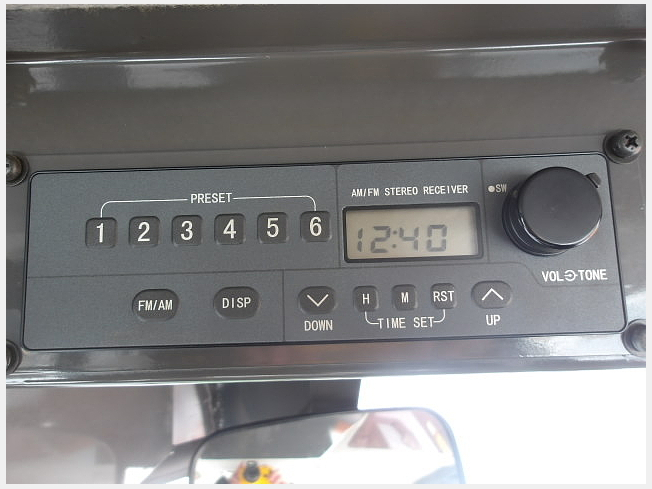 PRESET
1 2 3 4 5 6
AM/FM STEREO RECEIVER
12:40
SW
VOL TONE
FM/AM DISP
DOWN
H M RST
TIME SET
UP